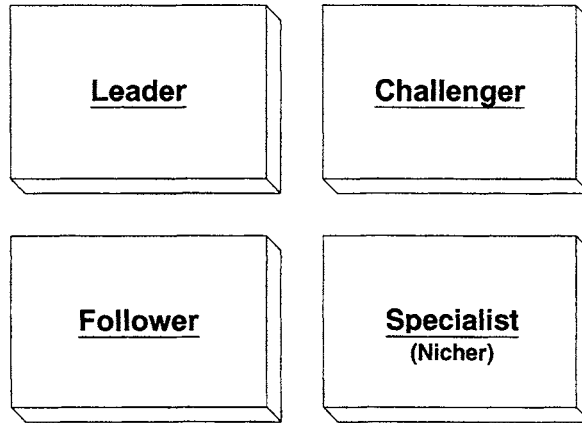 Leader
Challenger
Follower
Specialist
(Nicher)